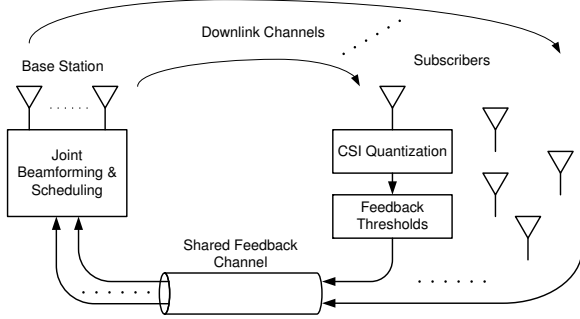 Downlink Channels
Base Station
Subscribers
Joint
Beamforming &
Scheduling
CSI Quantization
Feedback
Thresholds
Shared Feedback
Channel